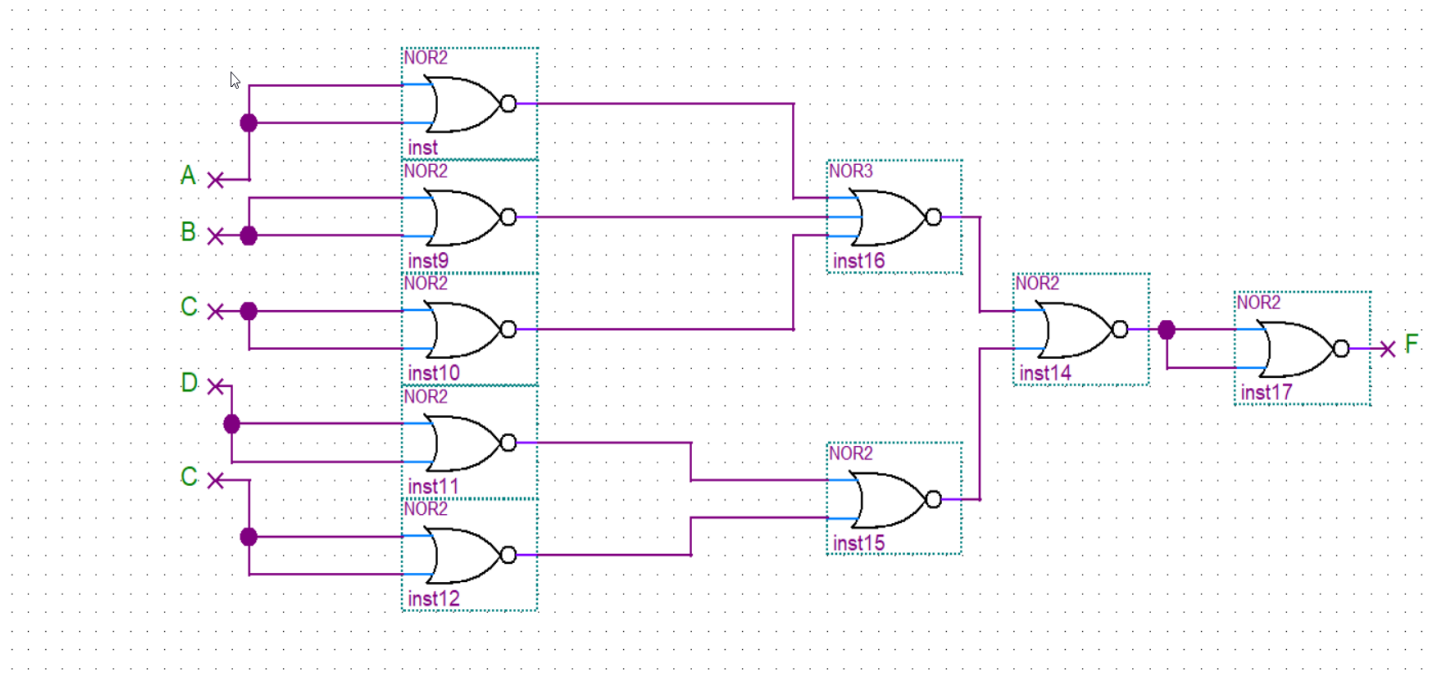 NOR2
inst
A
NOR2
B
inst9
NOR2
C
inst10
D
NOR2
inst11
C
NOR2
inst12
NOR3
inst16
NOR2
inst15
NOR2
inst14
NOR2
inst17
F